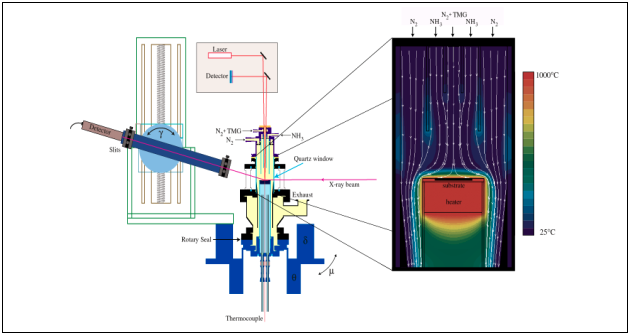 Laser
Detector
N₂+TMG
N₂
NH₃
Detector
Slits
γ
Quartz window
X-ray beam
Exhaust
Rotary Seal
δ
θ
μ
Thermocouple
N₂+TMG
N₂ NH₃ NH₃ N₂
substrate
heater
1000°C
25°C